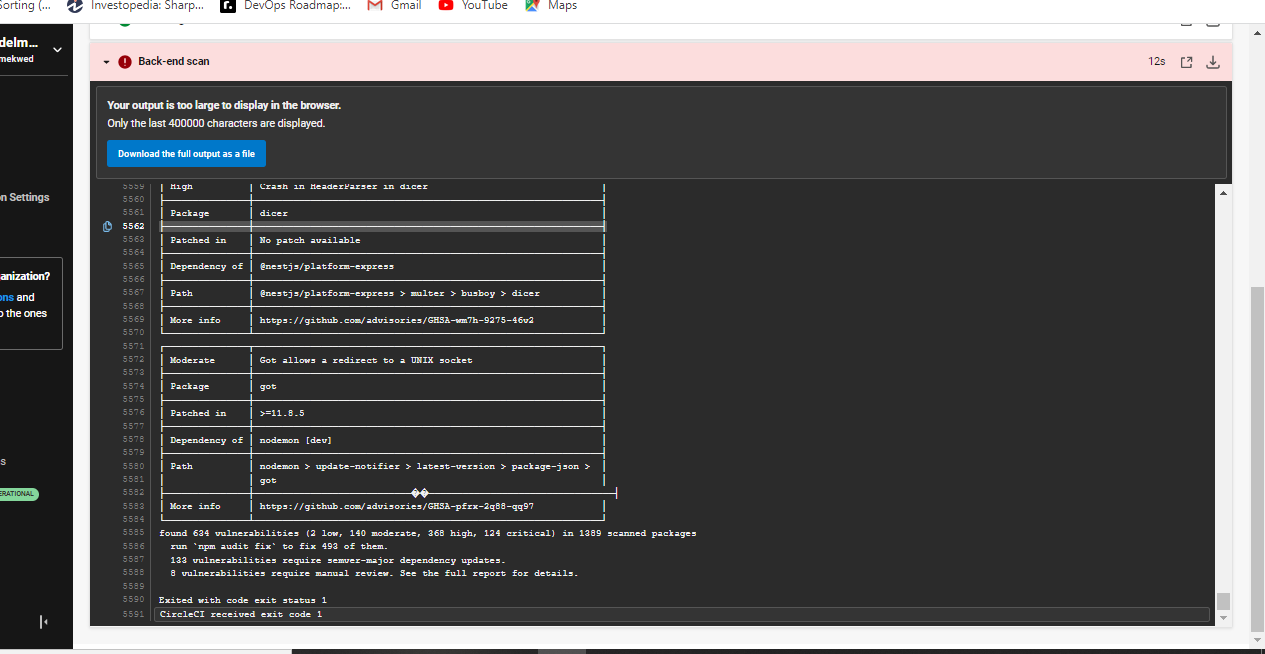 Sorting (...
Investopedia: Sharp...
DevOps Roadmap:...
Gmail
YouTube
Maps
delm...
mekwed
Back-end scan
12s
Your output is too large to display in the browser.
Only the last 400000 characters are displayed.
Download the full output as a file
n Settings
anization?
ons and
o the ones
s
ERATIONAL
5559 High Crash in HeaderParser in dicer
5560
5561 Package dicer
5562
5563 Patched in No patch available
5564
5565 Dependency of @nestjs/platform-express
5566
5567 Path @nestjs/platform-express > multer > busboy > dicer
5568
5569 More info https://github.com/advisories/GHSA-wm7h-9275-46v2
5570
5571
5572 Moderate Got allows a redirect to a UNIX socket
5573
5574 Package got
5575
5576 Patched in >=11.8.5
5577
5578 Dependency of nodemon [dev]
5579
5580 Path nodemon > update-notifier > latest-version > package-json >
5581 got
5582 ��
5583 More info https://github.com/advisories/GHSA-pfrx-2q88-qq97
5584
5585 found 634 vulnerabilities (2 low, 140 moderate, 368 high, 124 critical) in 1389 scanned packages
5586 run `npm audit fix` to fix 493 of them.
5587 133 vulnerabilities require semver-major dependency updates.
5588 8 vulnerabilities require manual review. See the full report for details.
5589
5590 Exited with code exit status 1
5591 CircleCI received exit code 1